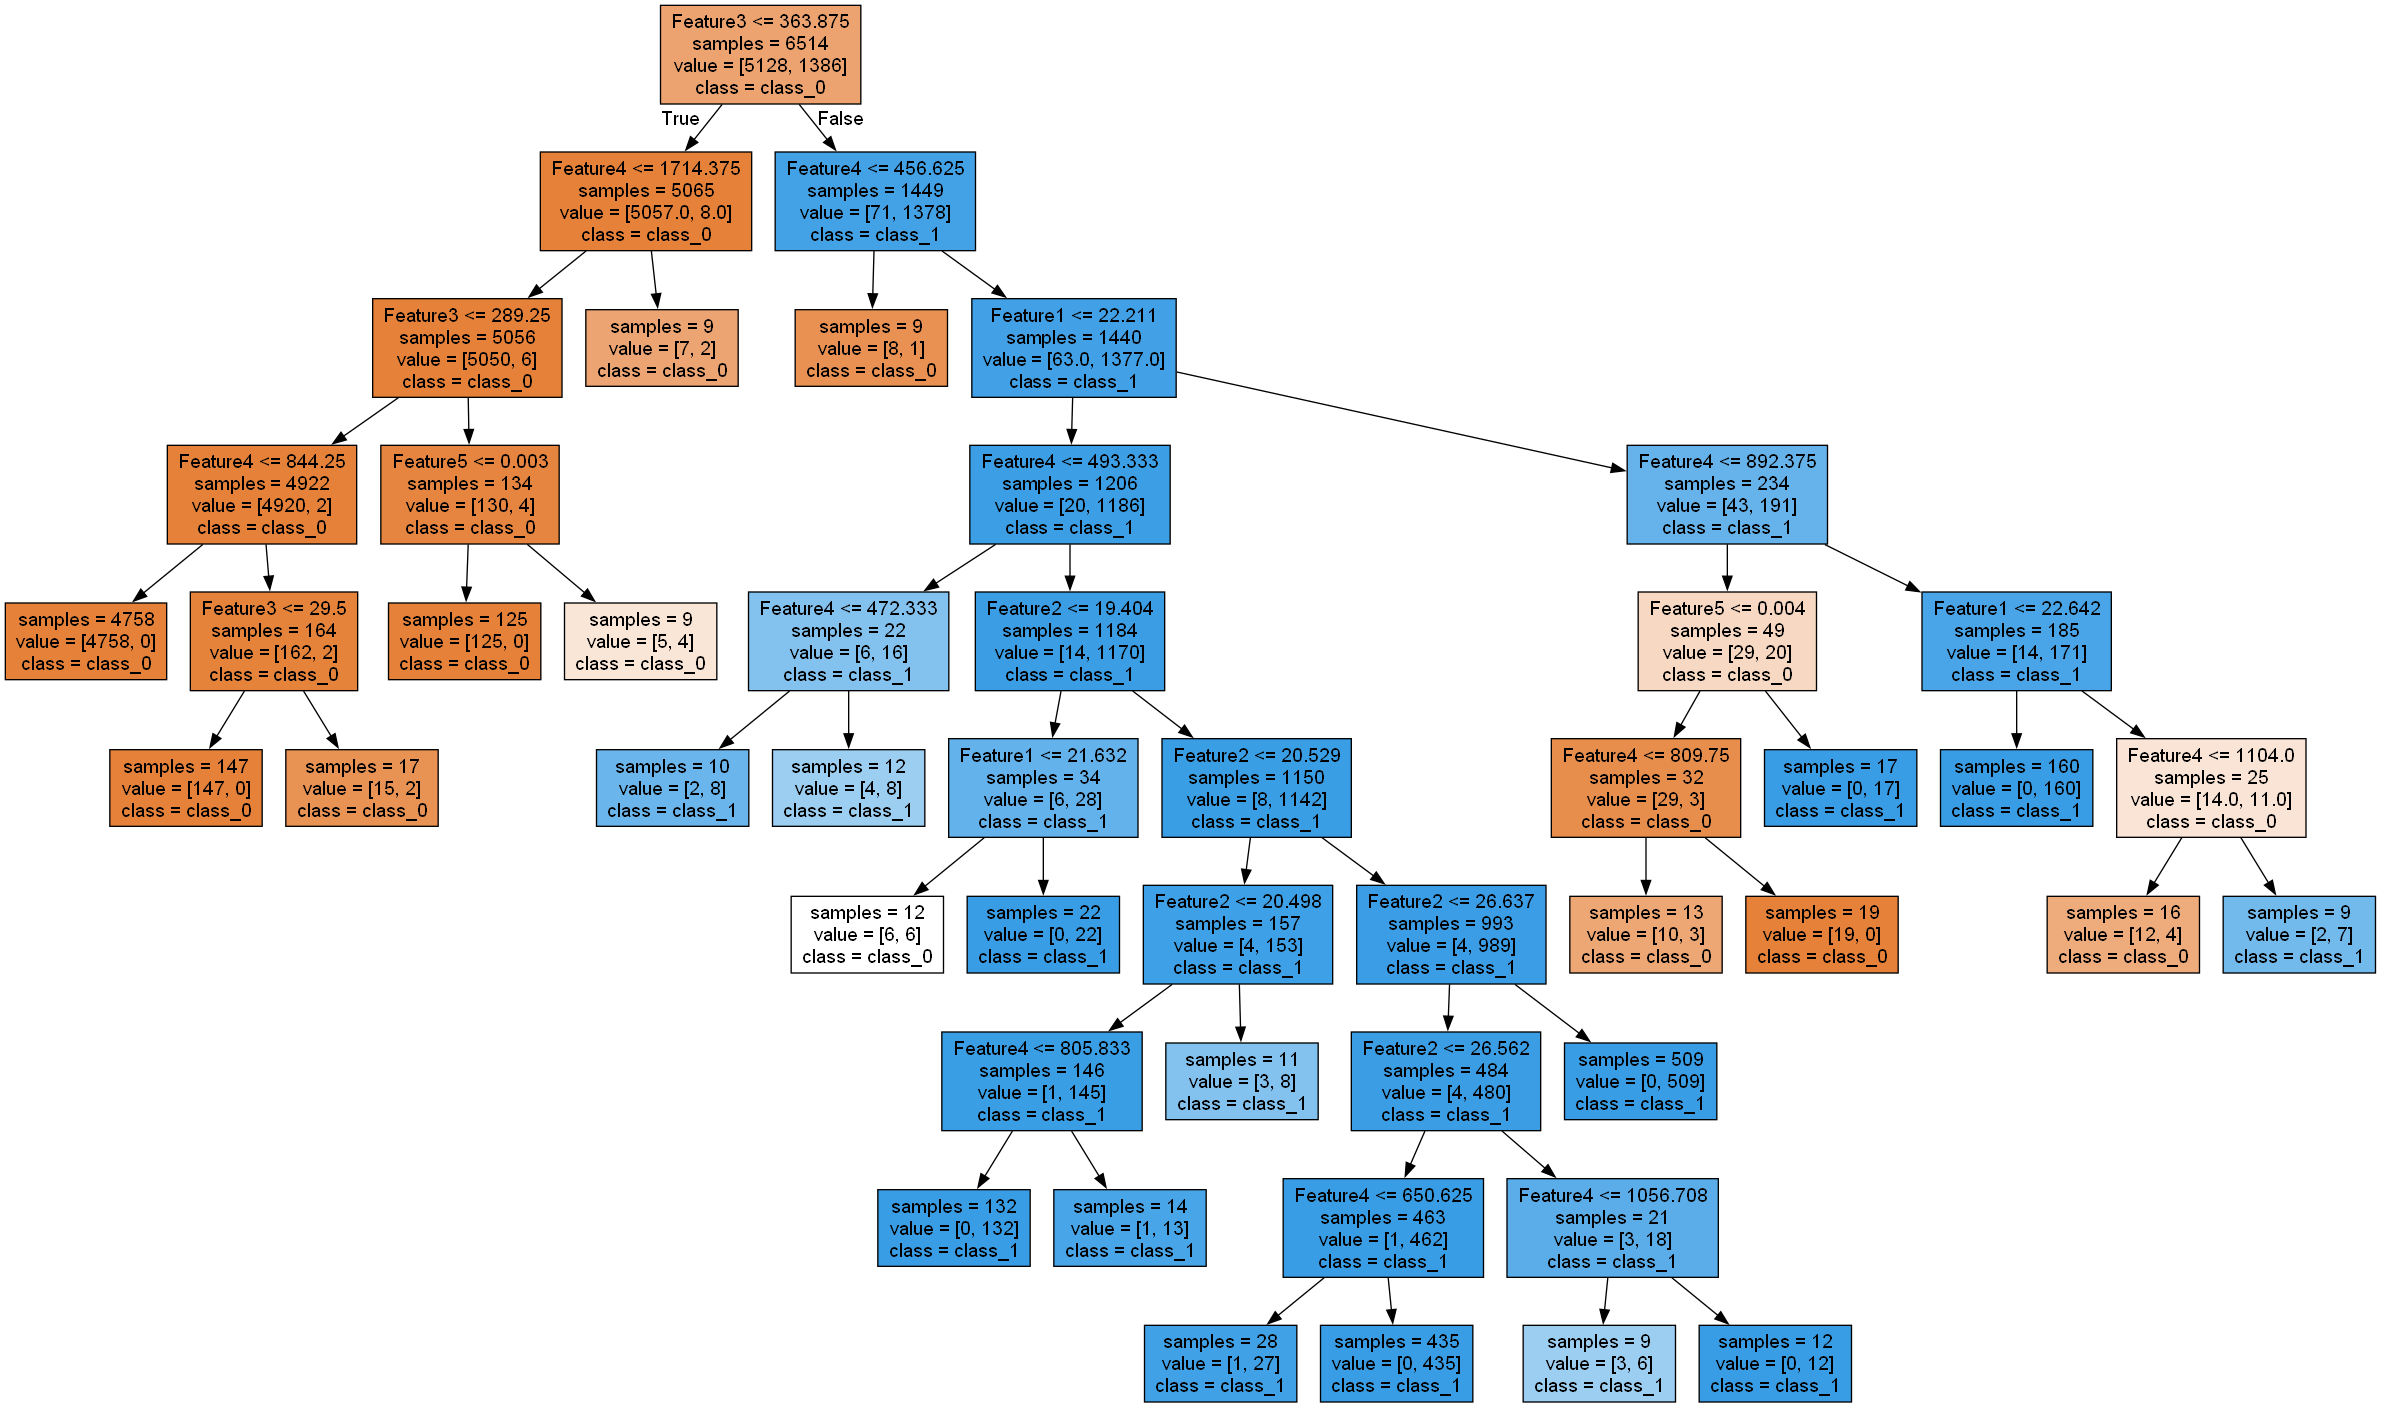 Feature3 <= 363.875
samples = 6514
value = [5128, 1386]
class = class_0
True
False
Feature4 <= 1714.375
samples = 5065
value = [5057.0, 8.0]
class = class_0
Feature4 <= 456.625
samples = 1449
value = [71, 1378]
class = class_1
Feature3 <= 289.25
samples = 5056
value = [5050, 6]
class = class_0
samples = 9
value = [7, 2]
class = class_0
samples = 9
value = [8, 1]
class = class_0
Feature1 <= 22.211
samples = 1440
value = [63.0, 1377.0]
class = class_1
Feature4 <= 844.25
samples = 4922
value = [4920, 2]
class = class_0
Feature5 <= 0.003
samples = 134
value = [130, 4]
class = class_0
Feature4 <= 493.333
samples = 1206
value = [20, 1186]
class = class_1
Feature4 <= 892.375
samples = 234
value = [43, 191]
class = class_1
samples = 4758
value = [4758, 0]
class = class_0
Feature3 <= 29.5
samples = 164
value = [162, 2]
class = class_0
samples = 125
value = [125, 0]
class = class_0
samples = 9
value = [5, 4]
class = class_0
Feature4 <= 472.333
samples = 22
value = [6, 16]
class = class_1
Feature2 <= 19.404
samples = 1184
value = [14, 1170]
class = class_1
Feature5 <= 0.004
samples = 49
value = [29, 20]
class = class_0
Feature1 <= 22.642
samples = 185
value = [14, 171]
class = class_1
samples = 147
value = [147, 0]
class = class_0
samples = 17
value = [15, 2]
class = class_0
samples = 10
value = [2, 8]
class = class_1
samples = 12
value = [4, 8]
class = class_1
Feature1 <= 21.632
samples = 34
value = [6, 28]
class = class_1
Feature2 <= 20.529
samples = 1150
value = [8, 1142]
class = class_1
Feature4 <= 809.75
samples = 32
value = [29, 3]
class = class_0
samples = 17
value = [0, 17]
class = class_1
samples = 160
value = [0, 160]
class = class_1
Feature4 <= 1104.0
samples = 25
value = [14.0, 11.0]
class = class_0
samples = 12
value = [6, 6]
class = class_0
samples = 22
value = [0, 22]
class = class_1
Feature2 <= 20.498
samples = 157
value = [4, 153]
class = class_1
Feature2 <= 26.637
samples = 993
value = [4, 989]
class = class_1
samples = 13
value = [10, 3]
class = class_0
samples = 19
value = [19, 0]
class = class_0
samples = 16
value = [12, 4]
class = class_0
samples = 9
value = [2, 7]
class = class_1
Feature4 <= 805.833
samples = 146
value = [1, 145]
class = class_1
samples = 11
value = [3, 8]
class = class_1
Feature2 <= 26.562
samples = 484
value = [4, 480]
class = class_1
samples = 509
value = [0, 509]
class = class_1
samples = 132
value = [0, 132]
class = class_1
samples = 14
value = [1, 13]
class = class_1
Feature4 <= 650.625
samples = 463
value = [1, 462]
class = class_1
Feature4 <= 1056.708
samples = 21
value = [3, 18]
class = class_1
samples = 28
value = [1, 27]
class = class_1
samples = 435
value = [0, 435]
class = class_1
samples = 9
value = [3, 6]
class = class_1
samples = 12
value = [0, 12]
class = class_1